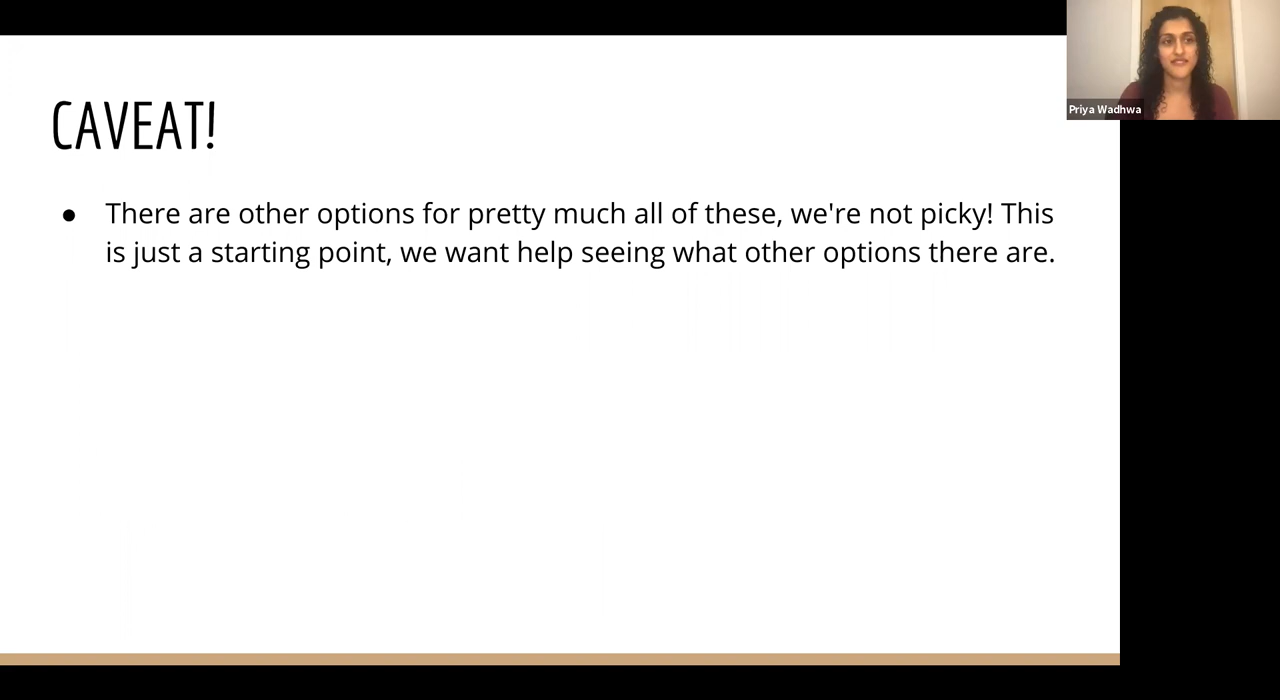 CAVEAT!
● There are other options for pretty much all of these, we're not picky! This
is just a starting point, we want help seeing what other options there are.
Priya Wadhwa